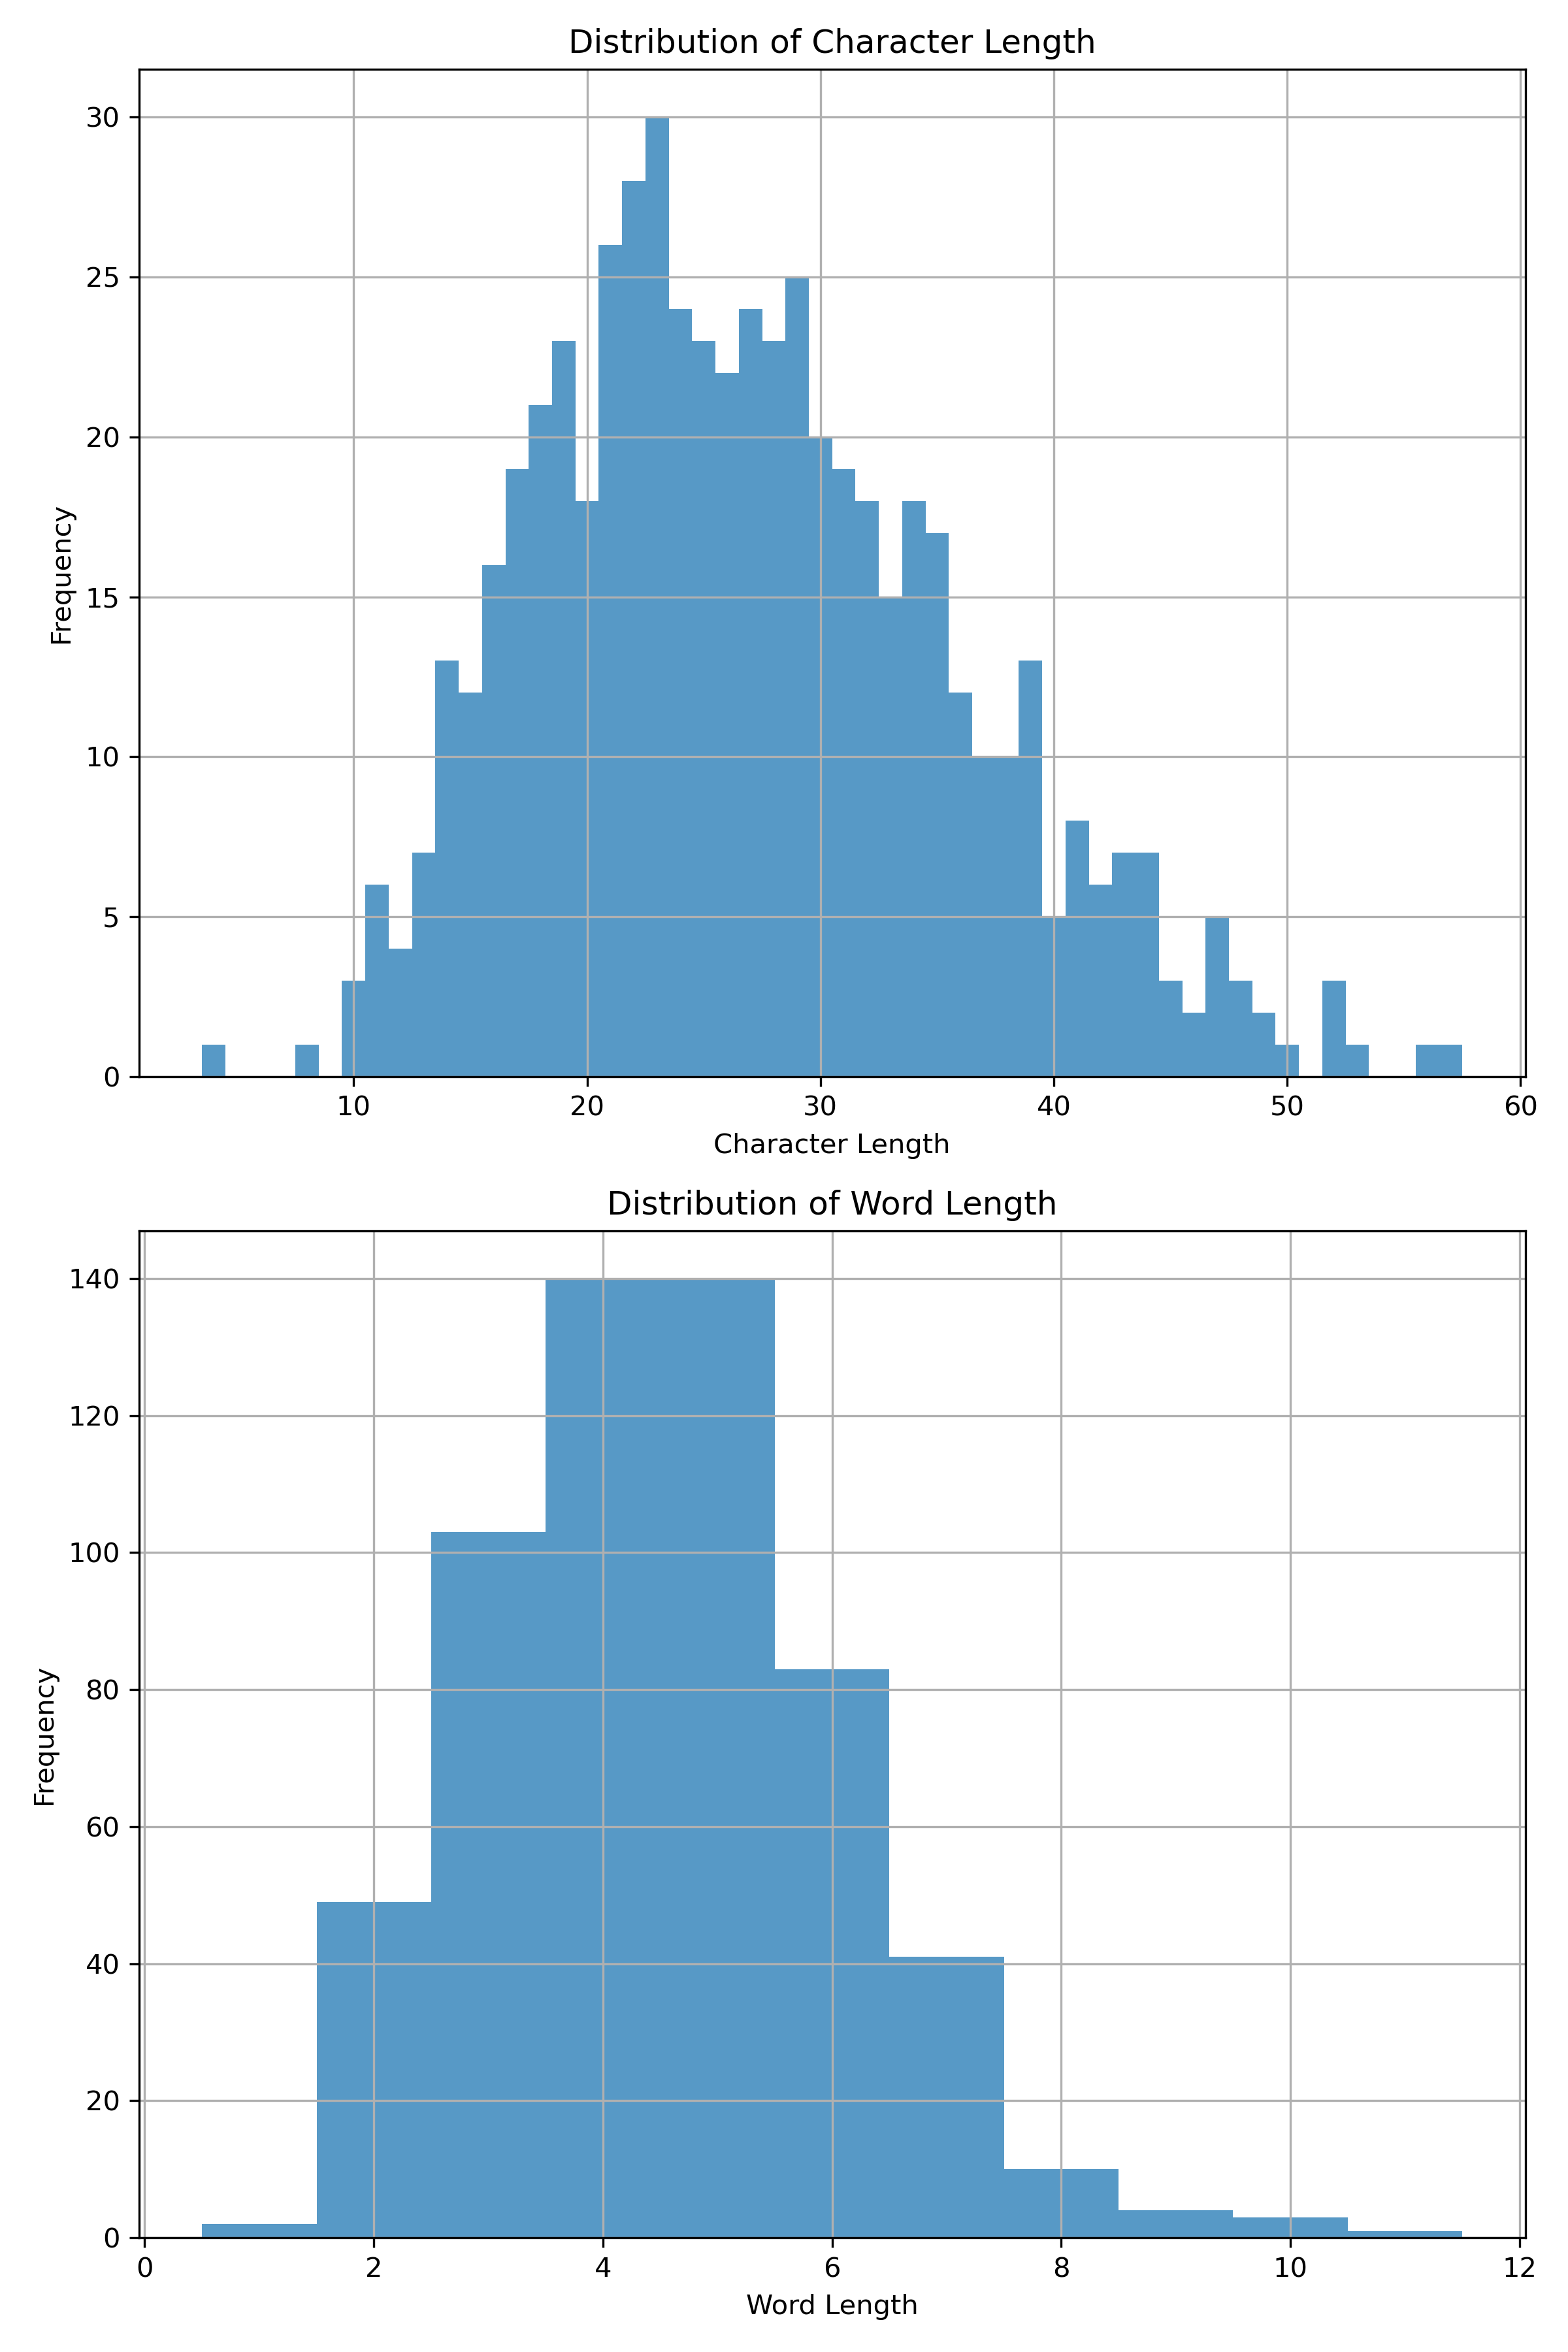 Distribution of Character Length
30
25
20
15
10
5
0
Frequency
10 20 30 40 50 60
Character Length
Distribution of Word Length
140
120
100
80
60
40
20
0
Frequency
0 2 4 6 8 10 12
Word Length